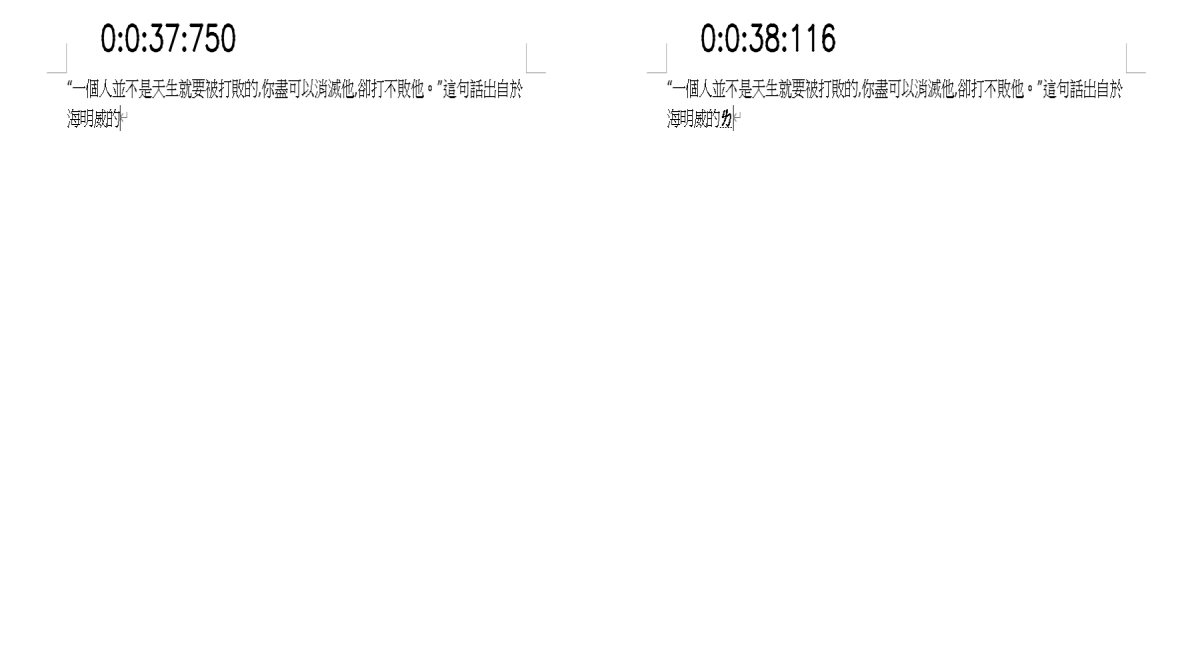 0:0:37:750
“一個人並不是天生就要被打敗的,你盡可以消滅他,卻打不敗他。”這句話出自於
海明威的
0:0:38:116
“一個人並不是天生就要被打敗的,你盡可以消滅他,卻打不敗他。”這句話出自於
海明威的ㄌ